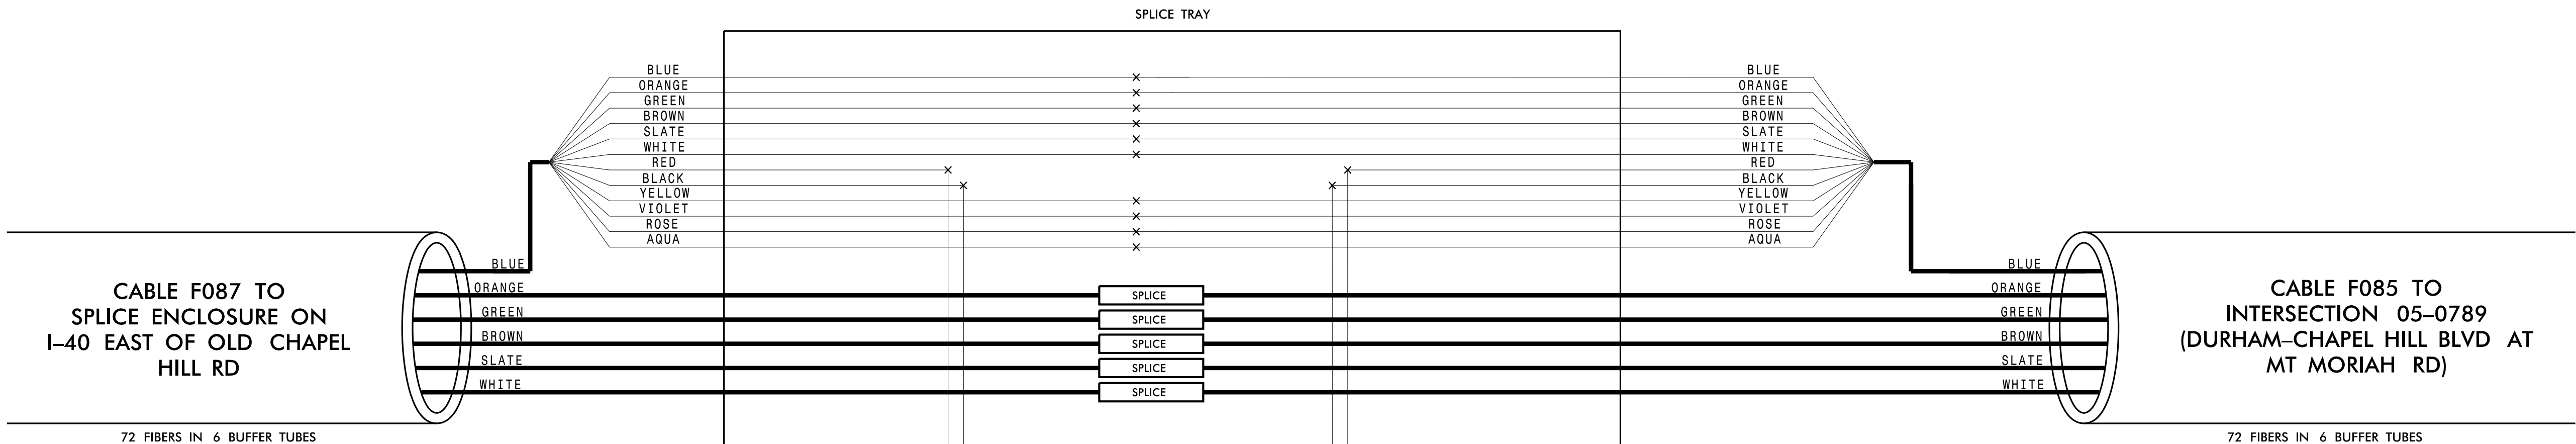 SPLICE TRAY
BLUE
ORANGE
GREEN
BROWN
SLATE
WHITE
RED
BLACK
YELLOW
VIOLET
ROSE
AQUA
BLUE
ORANGE
GREEN
BROWN
SLATE
WHITE
RED
BLACK
YELLOW
VIOLET
ROSE
AQUA
CABLE F087 TO
SPLICE ENCLOSURE ON
I-40 EAST OF OLD CHAPEL
HILL RD
72 FIBERS IN 6 BUFFER TUBES
BLUE
ORANGE
GREEN
BROWN
SLATE
WHITE
SPLICE
SPLICE
SPLICE
SPLICE
SPLICE
BLUE
ORANGE
GREEN
BROWN
SLATE
WHITE
CABLE F085 TO
INTERSECTION 05-0789
(DURHAM-CHAPEL HILL BLVD AT
MT MORIAH RD)
72 FIBERS IN 6 BUFFER TUBES